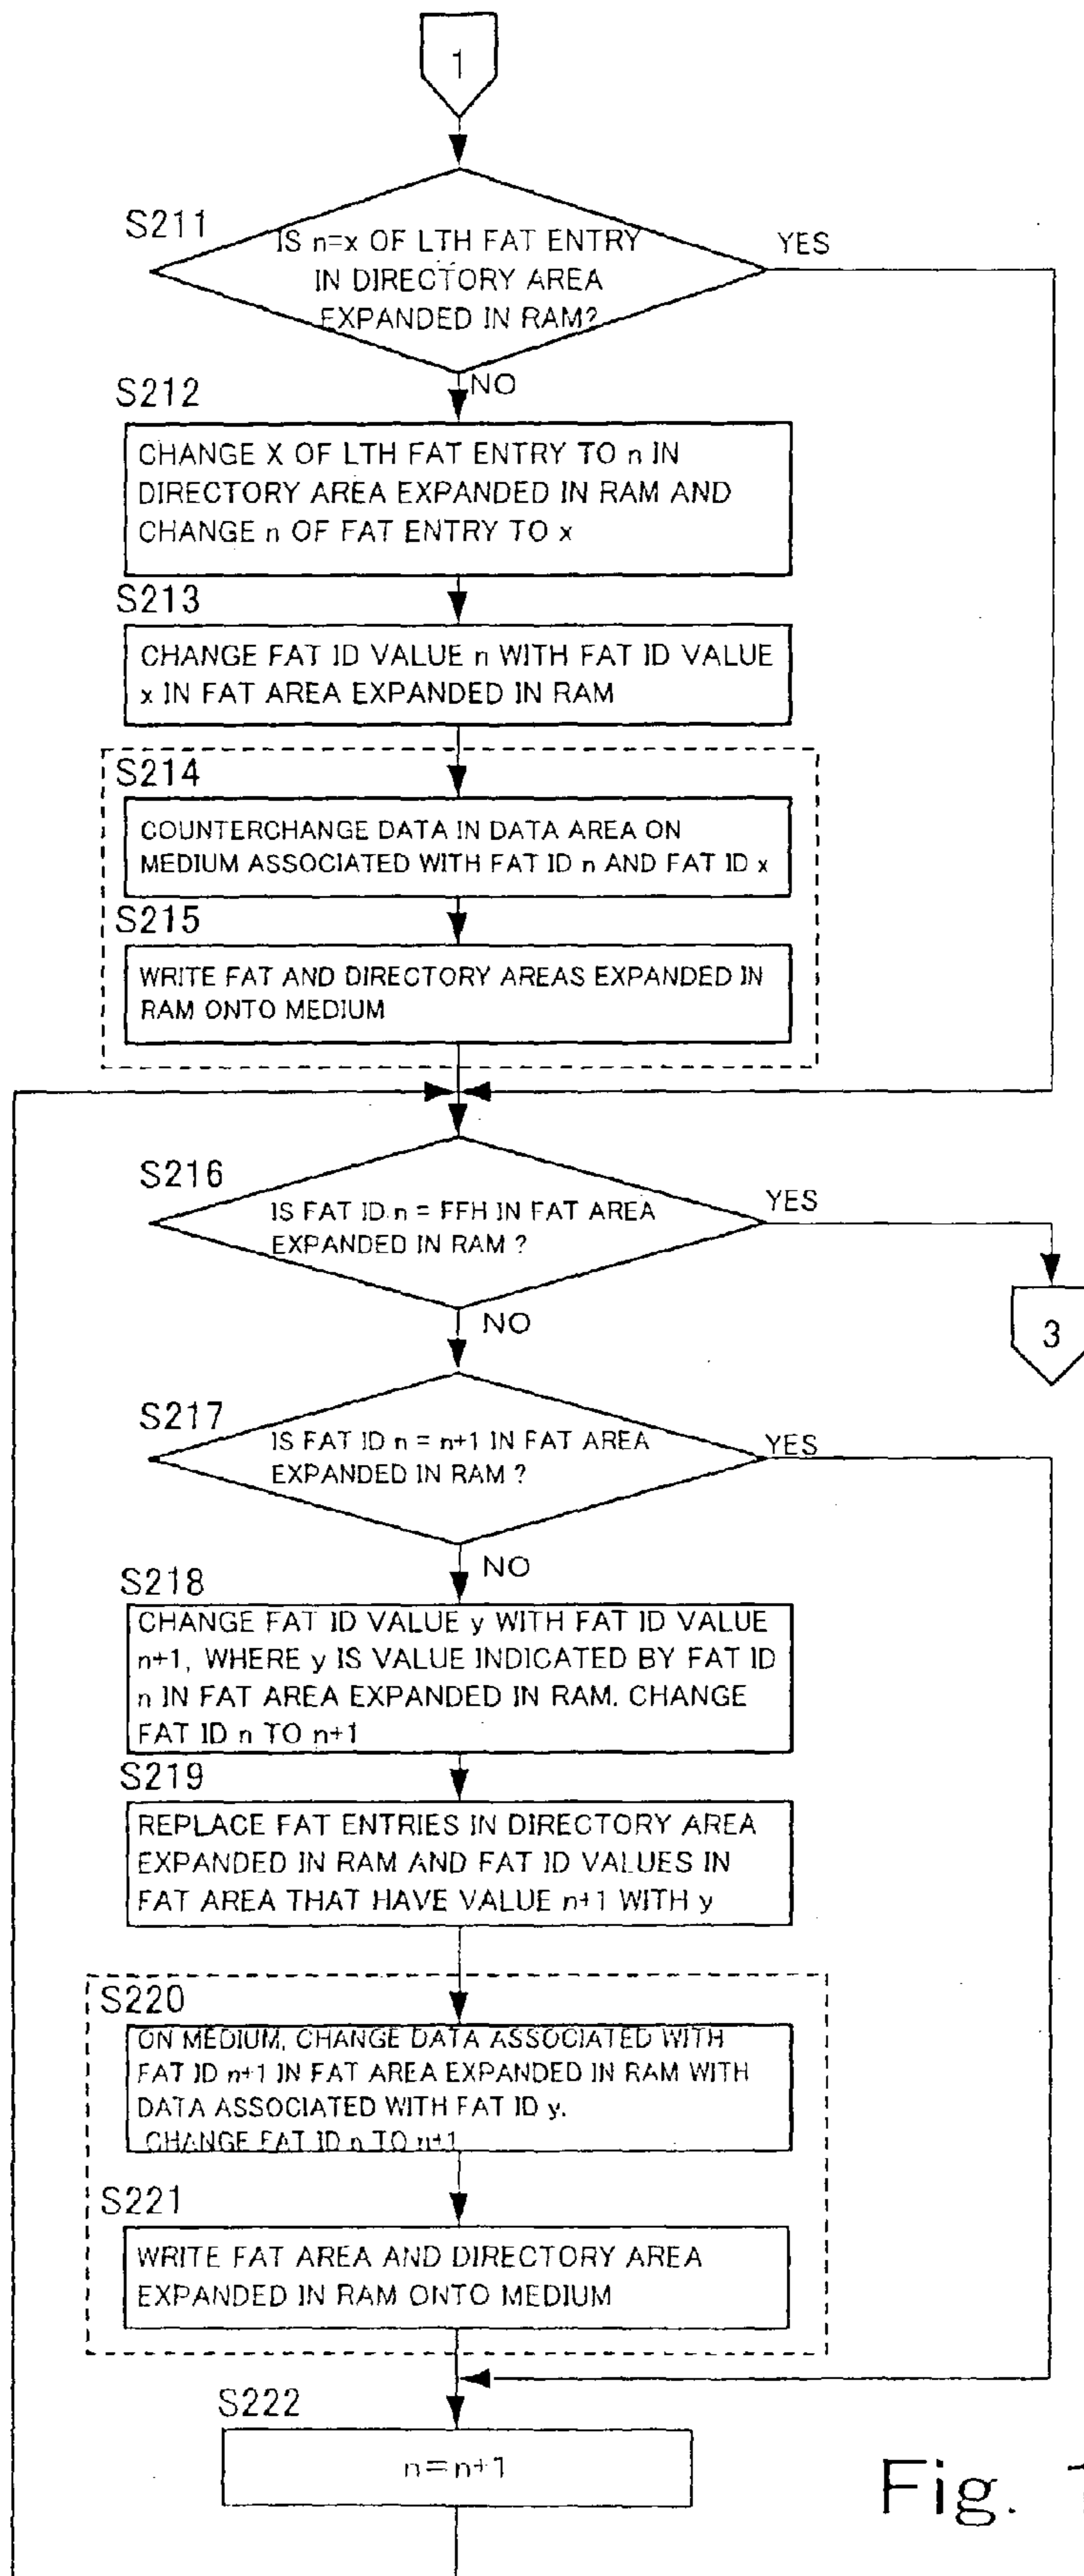 1
S211
IS n=x OF LTH FAT ENTRY
IN DIRECTORY AREA
EXPANDED IN RAM?
YES
NO
S212
CHANGE X OF LTH FAT ENTRY TO n IN
DIRECTORY AREA EXPANDED IN RAM AND
CHANGE n OF FAT ENTRY TO x
S213
CHANGE FAT ID VALUE n WITH FAT ID VALUE
x IN FAT AREA EXPANDED IN RAM
S214
COUNTERCHANGE DATA IN DATA AREA ON
MEDIUM ASSOCIATED WITH FAT ID n AND FAT ID x
S215
WRITE FAT AND DIRECTORY AREAS EXPANDED IN
RAM ONTO MEDIUM
S216
IS FAT ID n = FFH IN FAT AREA
EXPANDED IN RAM ?
YES
NO
3
S217
IS FAT ID n = n+1 IN FAT AREA
EXPANDED IN RAM ?
YES
NO
S218
CHANGE FAT ID VALUE y WITH FAT ID VALUE
n+1, WHERE y IS VALUE INDICATED BY FAT ID
n IN FAT AREA EXPANDED IN RAM. CHANGE
FAT ID n TO n+1
S219
REPLACE FAT ENTRIES IN DIRECTORY AREA
EXPANDED IN RAM AND FAT ID VALUES IN
FAT AREA THAT HAVE VALUE n+1 WITH y
S220
ON MEDIUM, CHANGE DATA ASSOCIATED WITH
FAT ID n+1 IN FAT AREA EXPANDED IN RAM WITH
DATA ASSOCIATED WITH FAT ID y.
CHANGE FAT ID n TO n+1
S221
WRITE FAT AREA AND DIRECTORY AREA
EXPANDED IN RAM ONTO MEDIUM
S222
n=n+1
Fig.